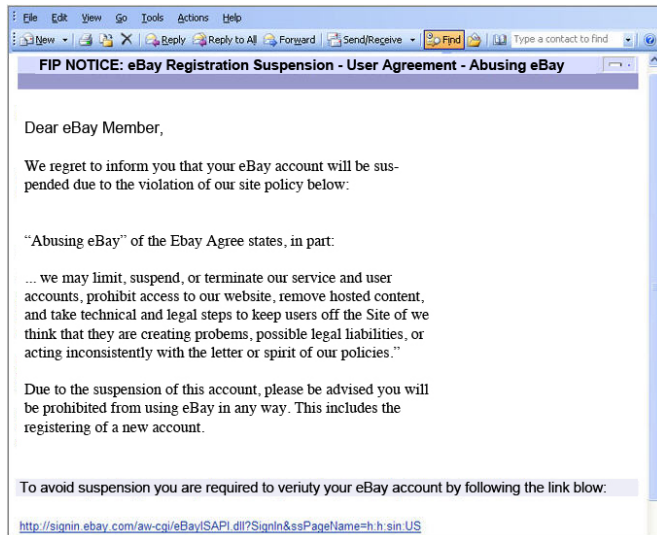 File Edit View Go Tools Actions Help
New Reply Reply to All Forward Send/Receive Find Type a contact to find
FIP NOTICE: eBay Registration Suspension - User Agreement - Abusing eBay
Dear eBay Member,
We regret to inform you that your eBay account will be sus-
pended due to the violation of our site policy below:
“Abusing eBay” of the Ebay Agree states, in part:
... we may limit, suspend, or terminate our service and user
accounts, prohibit access to our website, remove hosted content,
and take technical and legal steps to keep users off the Site of we
think that they are creating probems, possible legal liabilities, or
acting inconsistently with the letter or spirit of our policies.”
Due to the suspension of this account, please be advised you will
be prohibited from using eBay in any way. This includes the
registering of a new account.
To avoid suspension you are required to veriuty your eBay account by following the link blow:
http://signin.ebay.com/aw-cgi/eBayISAPI.dll?SignIn&ssPageName=h:h:sin:US